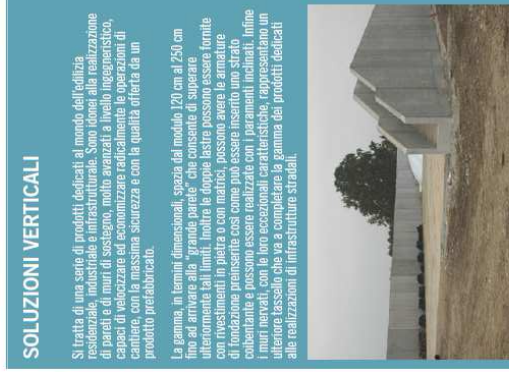 SOLUZIONI VERTICALI
Si tratta di una serie di prodotti dedicati al mondo dell'edilizia
residenziale, industriale e infrastrutturale. Sono idonei alla realizzazione
di pareti e di muri di sostegno, molto avanzati a livello ingegneristico,
capaci di velocizzare ed economizzare radicalmente le operazioni di
cantiere, con la massima sicurezza e con la qualità offerta da un
prodotto prefabbricato.
La gamma, in termini dimensionali, spazia dal modulo 120 cm al 250 cm
fino ad arrivare alla "grande parete" che consente di superare
ulteriormente tali limiti. Inoltre le doppie lastre possono essere fornite
con rivestimenti in pietra o con matrici, possono avere le armature
di fondazione preinserite così come può essere inserito uno strato
coibentante e possono essere realizzate con i paramenti inclinati. Infine
i muri nervati, con le loro eccezionali caratteristiche, rappresentano un
ulteriore tassello che va a completare la gamma dei prodotti dedicati
alle realizzazioni di infrastrutture stradali.